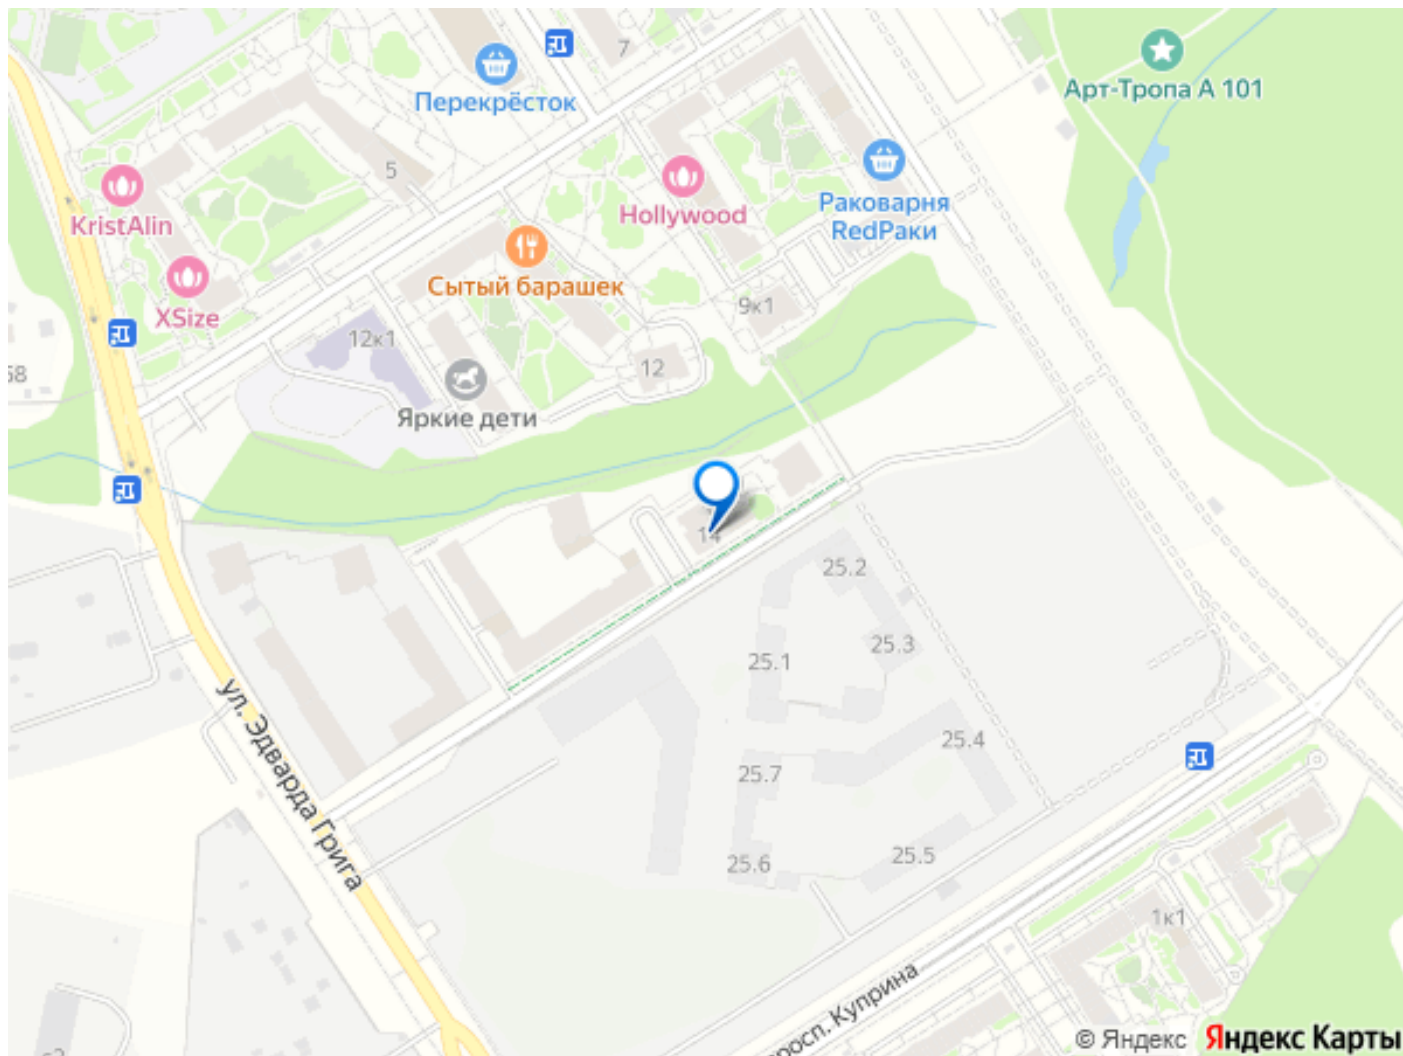 7
Перекрёсток
Арт-Тропа А 101
5
KristAlin
Hollywood
Раковарня
RedРаки
Сытый барашек
XSize
9к1
12к1
12
58
Яркие дети
14
25.2
25.3
25.1
25.4
25.7
25.5
25.6
ул. Эдварда Грига
1к1
росп. Куприна
© Яндекс Яндекс Карты